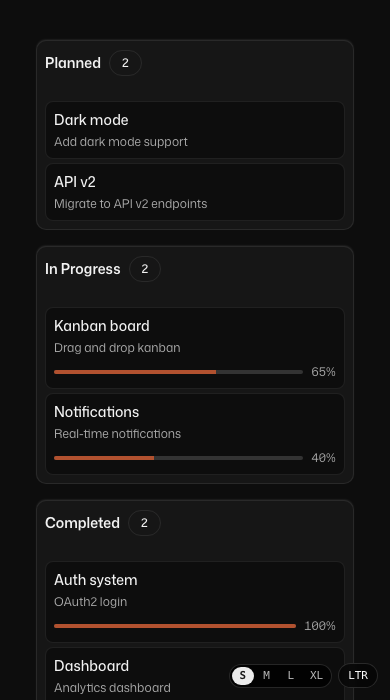 Planned 2
Dark mode
Add dark mode support
API v2
Migrate to API v2 endpoints
In Progress 2
Kanban board
Drag and drop kanban
65%
Notifications
Real-time notifications
40%
Completed 2
Auth system
OAuth2 login
100%
Dashboard
Analytics dashboard
S M L XL LTR